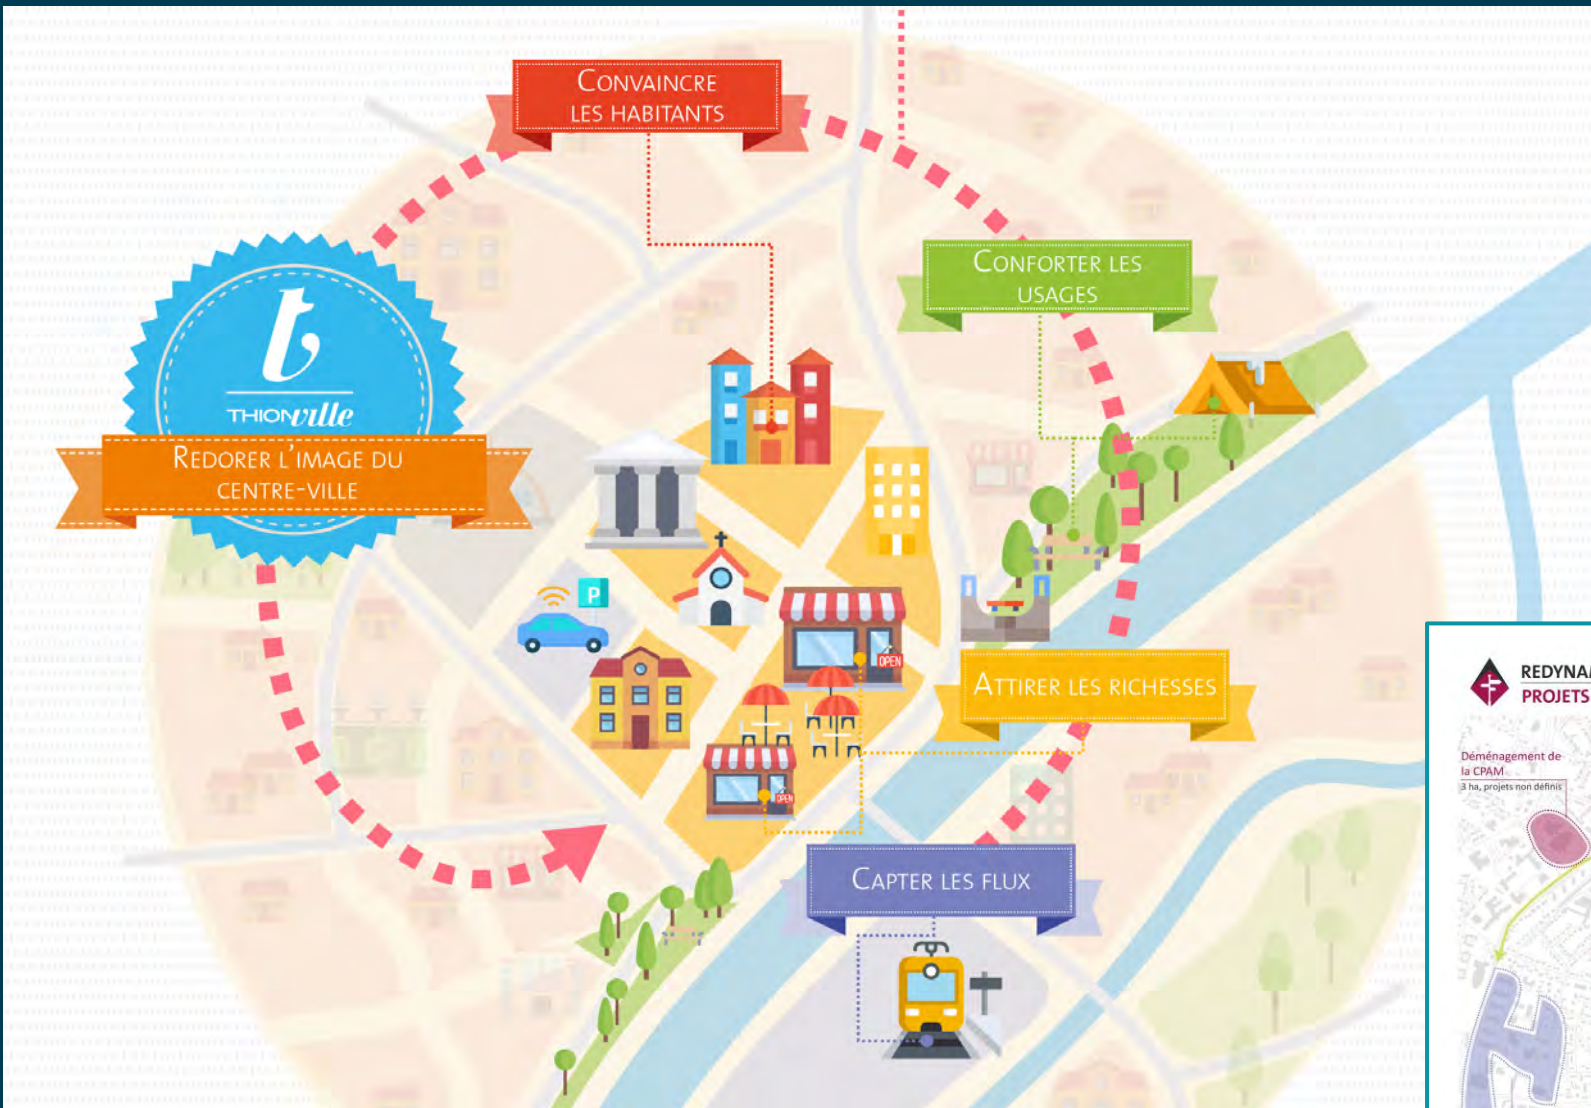 CONVAINCRE
LES HABITANTS
CONFORTER LES
USAGES
t
THIONville
REDORER L'IMAGE DU
CENTRE-VILLE
P
OPEN
ATTIRER LES RICHESSES
OPEN
CAPTER LES FLUX
PROJETS
Déménagement de
la CPAM
3 ha, projets non définis